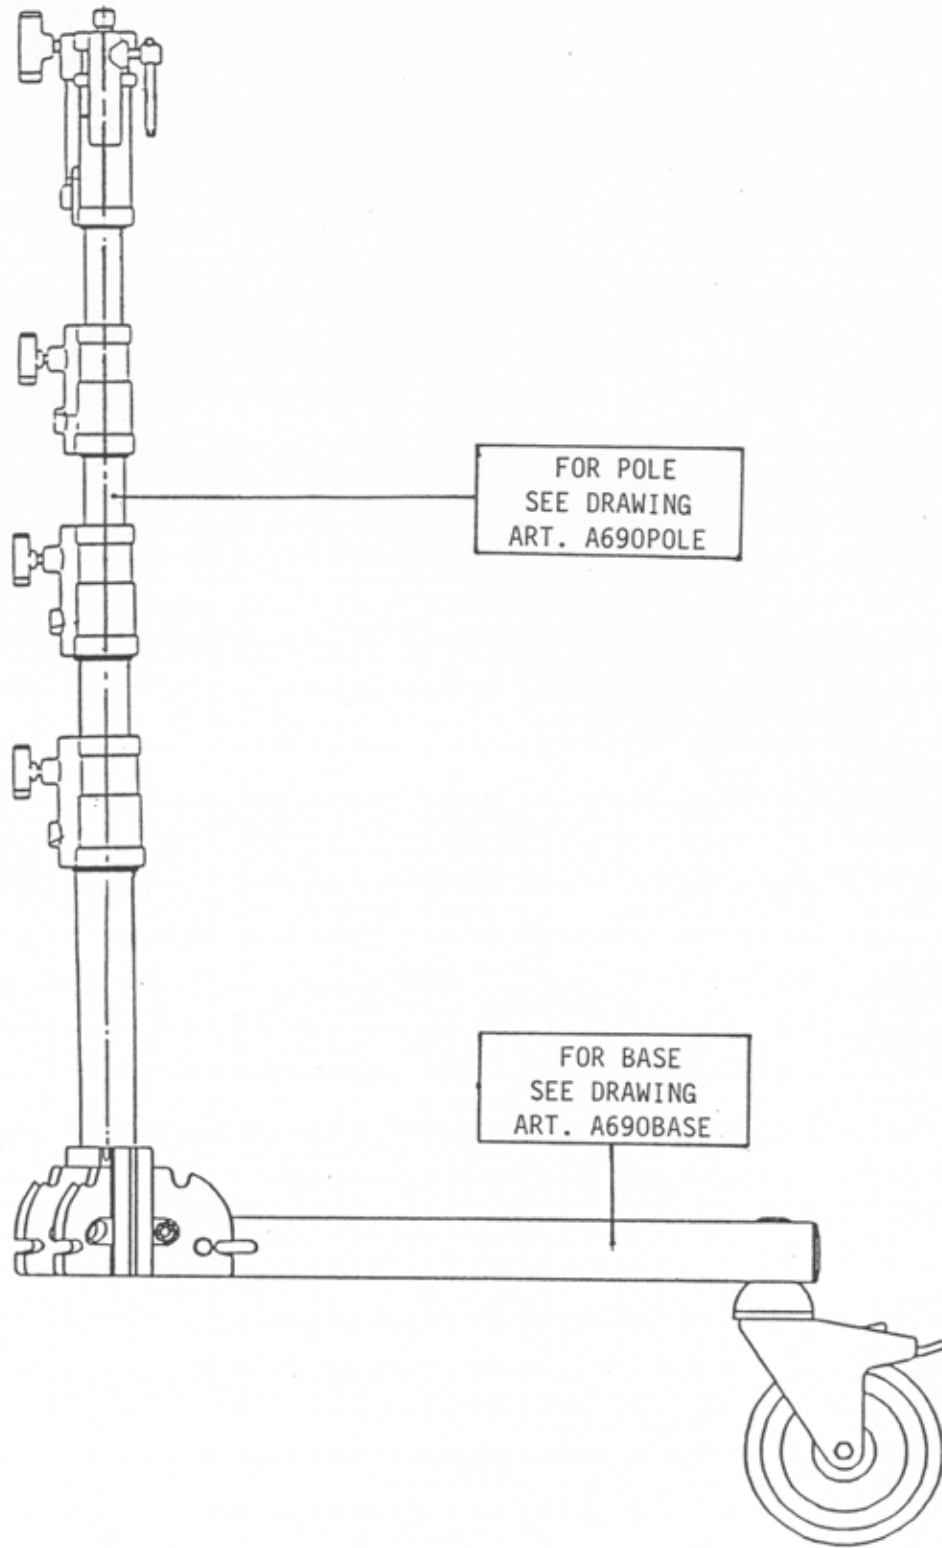 FOR POLE
SEE DRAWING
ART. A690POLE
FOR BASE
SEE DRAWING
ART. A690BASE